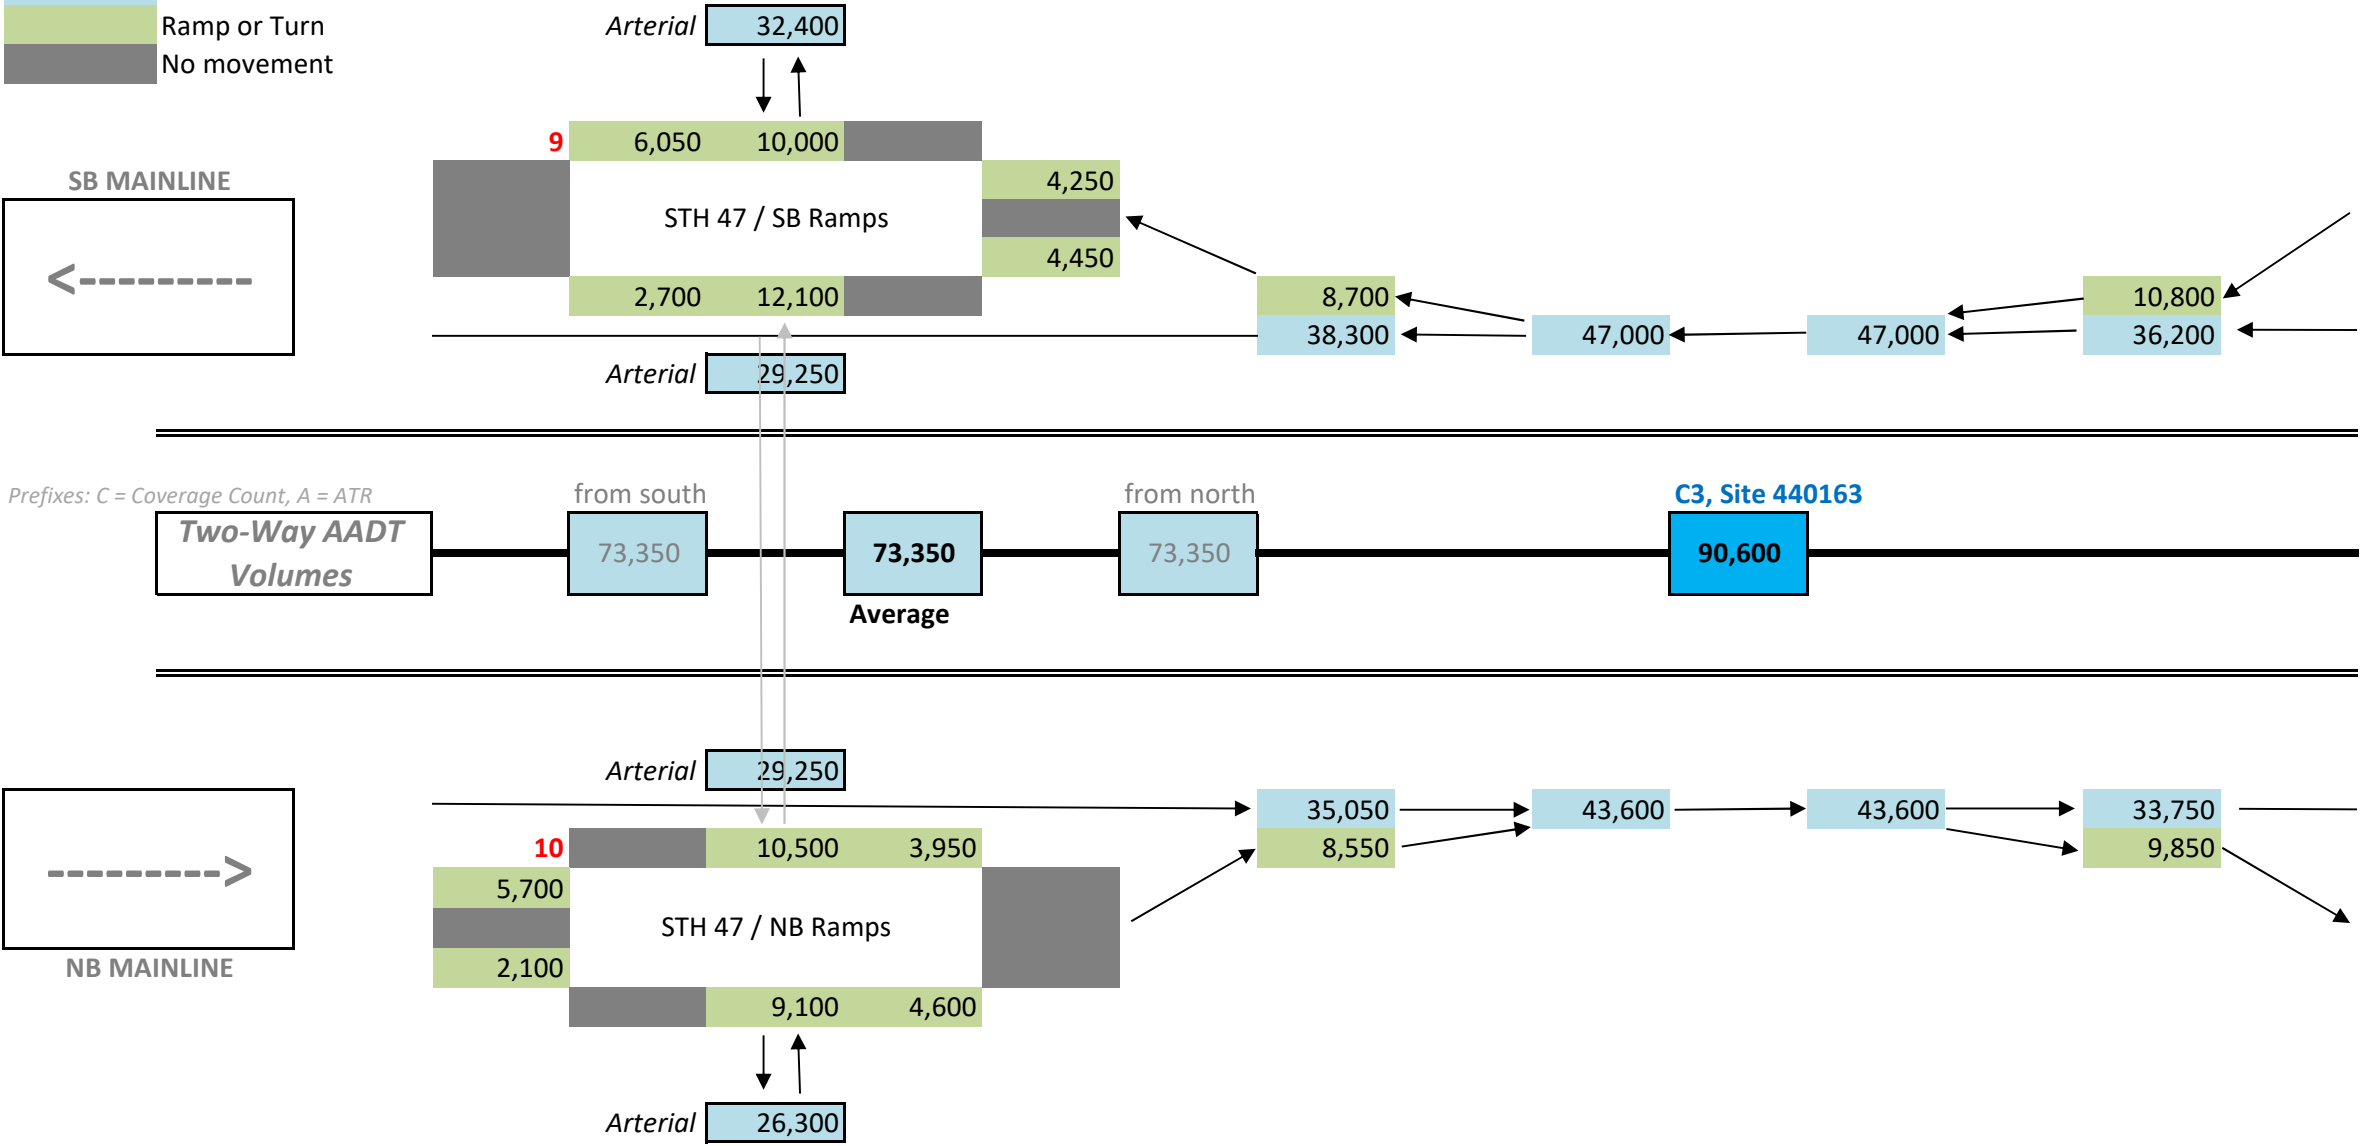 Ramp or Turn
No movement
Arterial 32,400
9 6,050 10,000
SB MAINLINE
<---------
4,250
STH 47 / SB Ramps
4,450
2,700 12,100
8,700 10,800
38,300 47,000 47,000 36,200
Arterial 29,250
Prefixes: C = Coverage Count, A = ATR
from south from north C3, Site 440163
Two-Way AADT
Volumes
73,350 73,350 73,350 90,600
Average
Arterial 29,250
35,050 43,600 43,600 33,750
10 10,500 3,950 8,550 9,850
--------->
5,700
STH 47 / NB Ramps
NB MAINLINE
2,100
9,100 4,600
Arterial 26,300